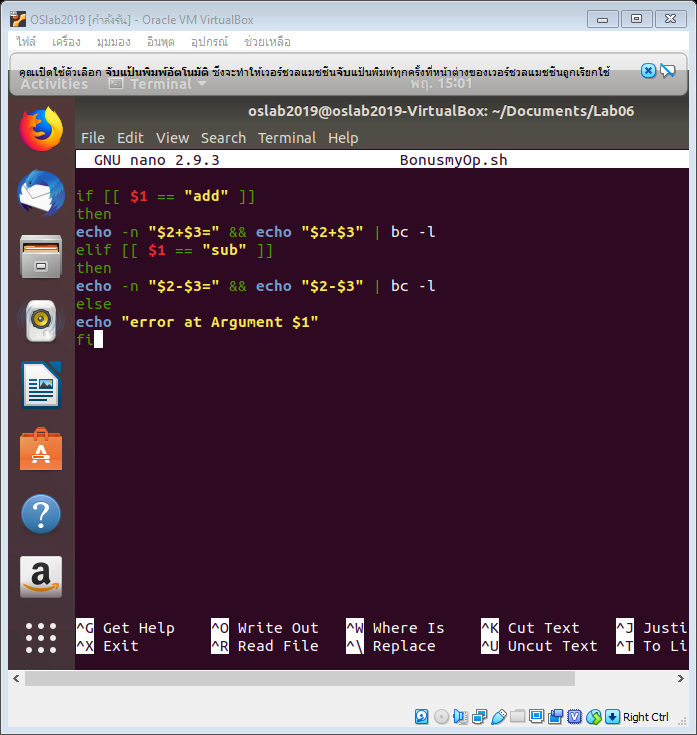 OSlab2019 [กำลังรัน] - Oracle VM VirtualBox
ไฟล์ เครื่อง มุมมอง อินพุต อุปกรณ์ ช่วยเหลือ
คุณเปิดใช้ตัวเลือก จับแป้นพิมพ์อัตโนมัติ ซึ่งจะทำให้เวอร์ชวลแมชชีนจับแป้นพิมพ์ทุกครั้งที่หน้าต่างของเวอร์ชวลแมชชีนถูกเรียกใช้
Activities Terminal พฤ. 15:01
oslab2019@oslab2019-VirtualBox: ~/Documents/Lab06
File Edit View Search Terminal Help
GNU nano 2.9.3 BonusmyOp.sh
if [[ $1 == "add" ]]
then
echo -n "$2+$3=" && echo "$2+$3" | bc -l
elif [[ $1 == "sub" ]]
then
echo -n "$2-$3=" && echo "$2-$3" | bc -l
else
echo "error at Argument $1"
fi
^G Get Help ^O Write Out ^W Where Is ^K Cut Text ^J Justi
^X Exit ^R Read File ^\ Replace ^U Uncut Text ^T To Li
Right Ctrl